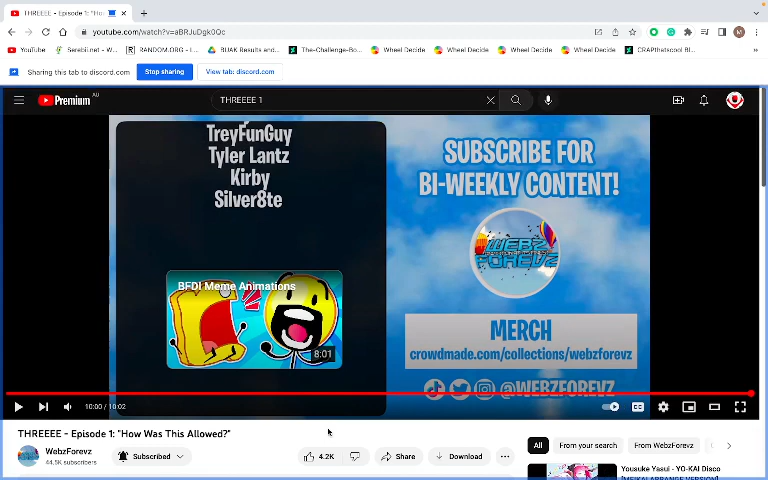 THREEEE - Episode 1: "How
youtube.com/watch?v=aBRJuDgk0Qc
YouTube
Serebii.net - W...
RANDOM.ORG - L...
BIJAK Results and...
The-Challenge-Bo...
Wheel Decide
Wheel Decide
Wheel Decide
Wheel Decide
CRAPthatscool Bl...
Sharing this tab to discord.com
Stop sharing
View tab: discord.com
Premium
AU
THREEEE 1
TreyFunGuy
Tyler Lantz
Kirby
Silver8te
SUBSCRIBE FOR
BI-WEEKLY CONTENT!
WEBZ
FOREVZ
BFDI Meme Animations
8:01
MERCH
crowdmade.com/collections/webzforevz
@WEBZFOREVZ
10:00 / 10:02
CC
THREEEE - Episode 1: "How Was This Allowed?"
WebzForevz
44.5K subscribers
Subscribed
4.2K
Share
Download
All
From your search
From WebzForevz
Yousuke Yasui - YO-KAI Disco